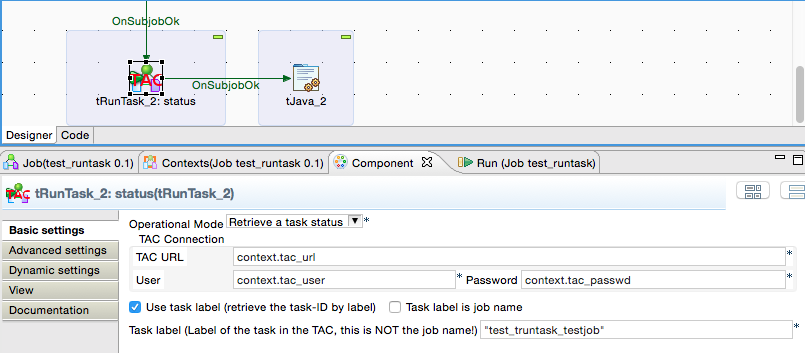 OnSubjobOk
TAC
OnSubjobOk
tRunTask_2: status
tJava_2
Designer Code
Job(test_runtask 0.1) Contexts(Job test_runtask 0.1) Component Run (Job test_runtask)
TAC tRunTask_2: status(tRunTask_2)
Basic settings
Advanced settings
Dynamic settings
View
Documentation
Operational Mode Retrieve a task status *
TAC Connection
TAC URL context.tac_url *
User context.tac_user * Password context.tac_passwd *
Use task label (retrieve the task-ID by label) Task label is job name
Task label (Label of the task in the TAC, this is NOT the job name!) "test_truntask_testjob" *